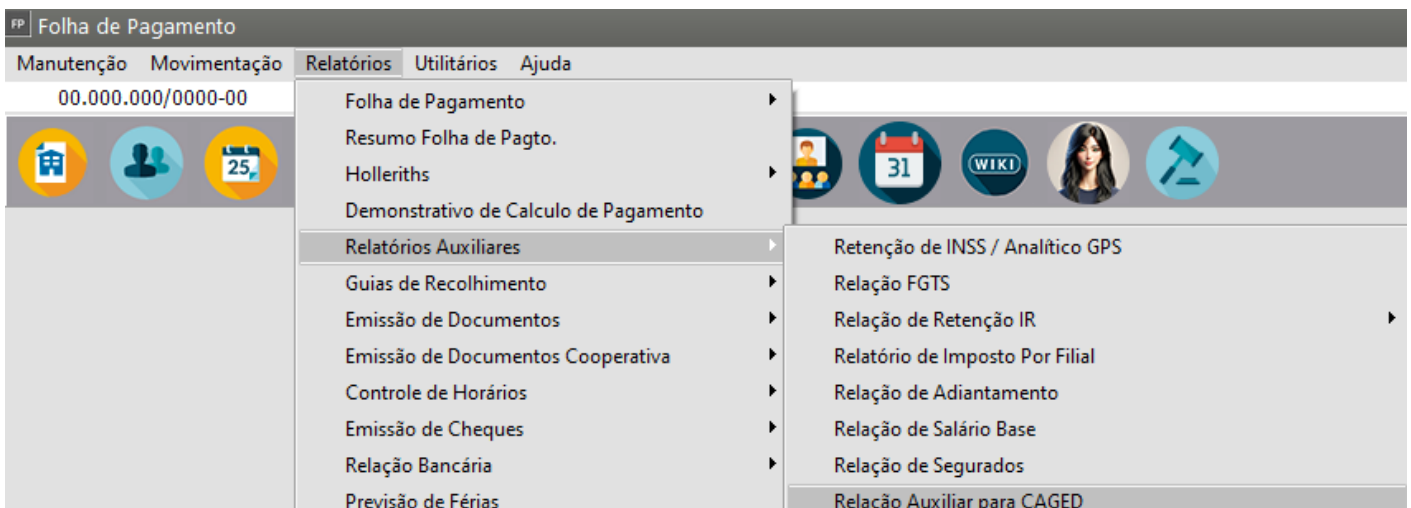 FP Folha de Pagamento
Manutenção Movimentação Relatórios Utilitários Ajuda
00.000.000/0000-00
25
31
WIKI
Folha de Pagamento
Resumo Folha de Pagto.
Holleriths
Demonstrativo de Calculo de Pagamento
Relatórios Auxiliares
Guias de Recolhimento
Emissão de Documentos
Emissão de Documentos Cooperativa
Controle de Horários
Emissão de Cheques
Relação Bancária
Previsão de Férias
Retenção de INSS / Analítico GPS
Relação FGTS
Relação de Retenção IR
Relatório de Imposto Por Filial
Relação de Adiantamento
Relação de Salário Base
Relação de Segurados
Relação Auxiliar para CAGED